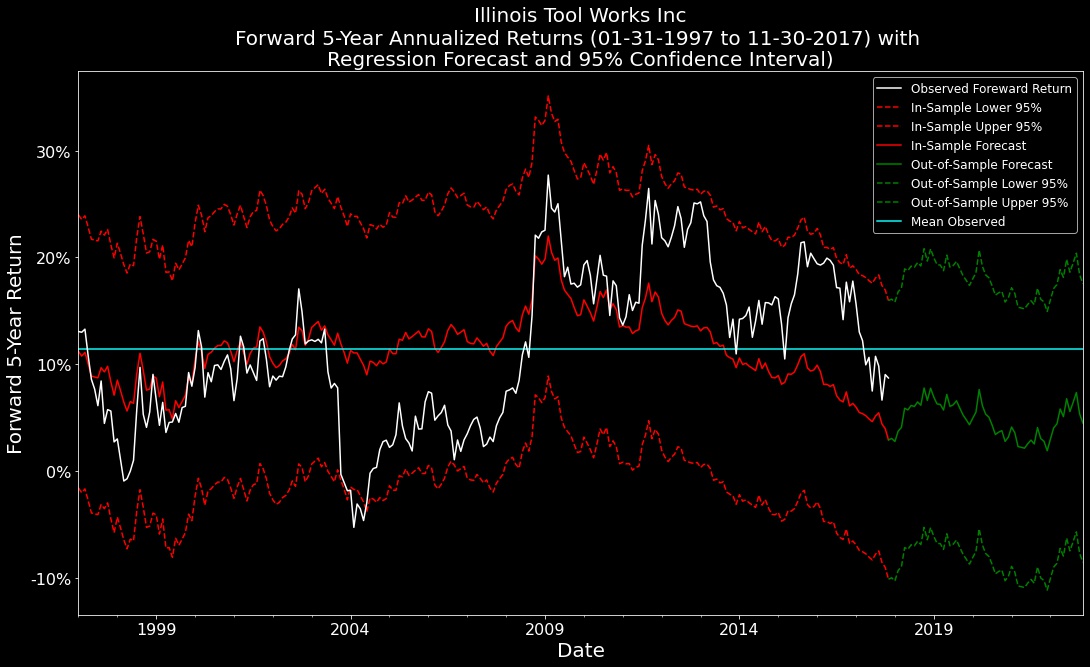 Illinois Tool Works Inc
Forward 5-Year Annualized Returns (01-31-1997 to 11-30-2017) with
Regression Forecast and 95% Confidence Interval)
Observed Foreward Return
In-Sample Lower 95%
In-Sample Upper 95%
In-Sample Forecast
Out-of-Sample Forecast
Out-of-Sample Lower 95%
Out-of-Sample Upper 95%
Mean Observed
Forward 5-Year Return
30%
20%
10%
0%
-10%
1999
2004
2009
2014
2019
Date